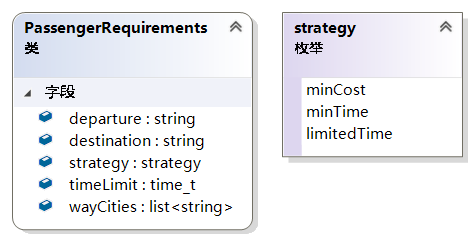 PassengerRequirements
类
字段
departure : string
destination : string
strategy : strategy
timeLimit : time_t
wayCities : list<string>
strategy
枚举
minCost
minTime
limitedTime